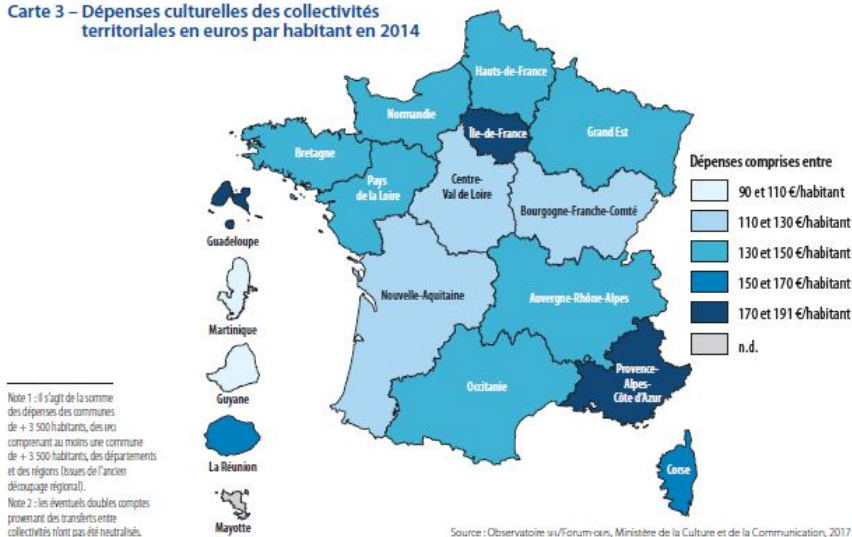 Carte 3 – Dépenses culturelles des collectivités
territoriales en euros par habitant en 2014
Hauts-de-France
Normandie
Île-de-France
Grand Est
Bretagne
Pays
de la Loire
Centre-
Val de Loire
Bourgogne-Franche-Comté
Nouvelle-Aquitaine
Auvergne-Rhône-Alpes
Occitanie
Provence-
Alpes-
Côte d'Azur
Corse
Guadeloupe
Martinique
Guyane
La Réunion
Mayotte
Dépenses comprises entre
90 et 110 €/habitant
110 et 130 €/habitant
130 et 150 €/habitant
150 et 170 €/habitant
170 et 191 €/habitant
n.d.
Note 1 : il s'agit de la somme
des dépenses des communes
de + 3 500 habitants, des
comprenant au moins une commune
de + 3 500 habitants, des départements
et des régions (issues de l'ancien
découpage régional).
Note 2 : les éventuels doubles comptes
provenant des transferts entre
collectivités n'ont pas été neutralisés.
Source : Observatoire /Forum-, Ministère de la Culture et de la Communication, 2017